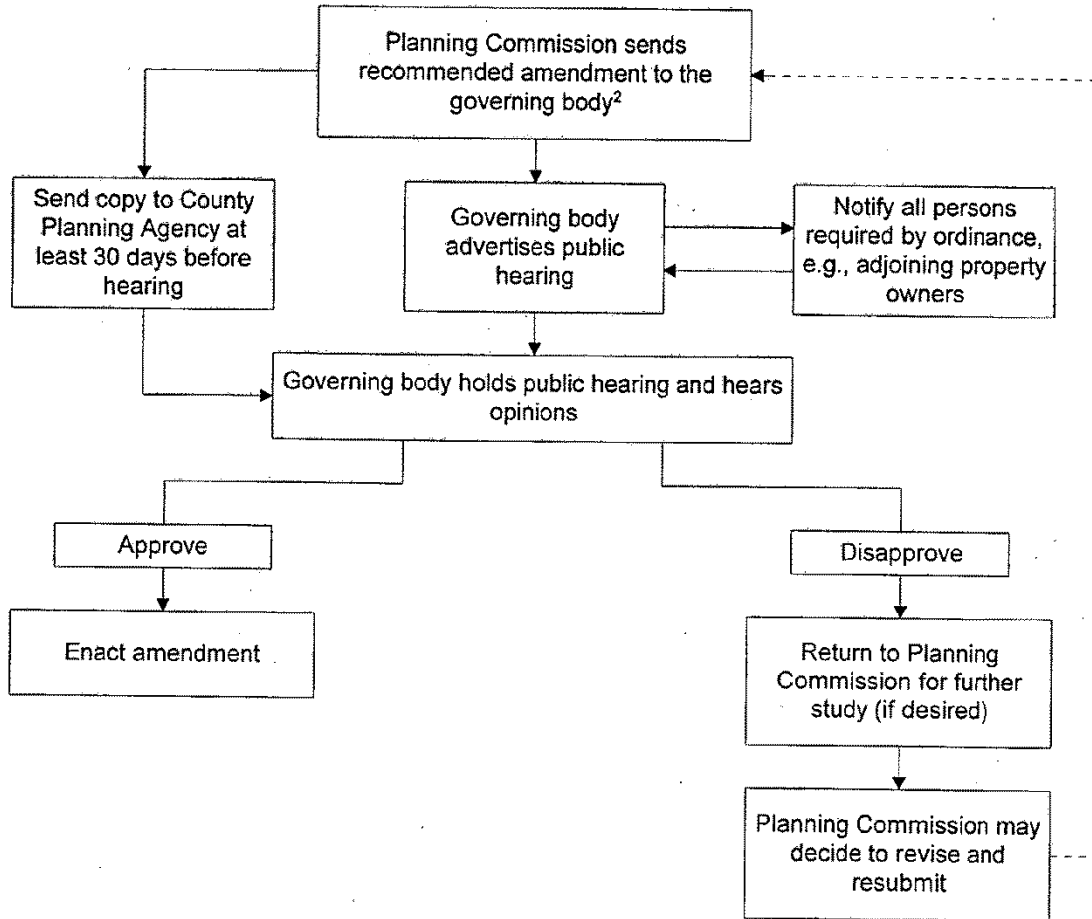 Planning Commission sends
recommended amendment to the
governing body²
Send copy to County
Planning Agency at
least 30 days before
hearing
Governing body
advertises public
hearing
Notify all persons
required by ordinance,
e.g., adjoining property
owners
Governing body holds public hearing and hears
opinions
Approve
Disapprove
Enact amendment
Return to Planning
Commission for further
study (if desired)
Planning Commission may
decide to revise and
resubmit